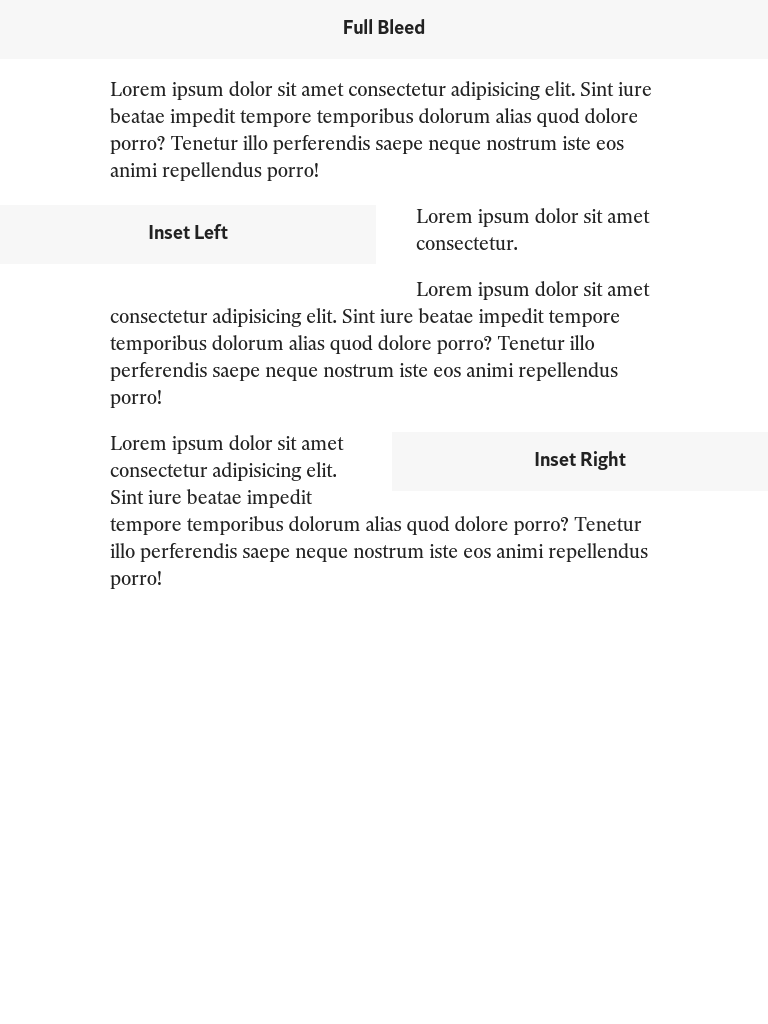 Full Bleed
Lorem ipsum dolor sit amet consectetur adipisicing elit. Sint iure
beatae impedit tempore temporibus dolorum alias quod dolore
porro? Tenetur illo perferendis saepe neque nostrum iste eos
animi repellendus porro!
Inset Left
Lorem ipsum dolor sit amet
consectetur.
Lorem ipsum dolor sit amet
consectetur adipisicing elit. Sint iure beatae impedit tempore
temporibus dolorum alias quod dolore porro? Tenetur illo
perferendis saepe neque nostrum iste eos animi repellendus
porro!
Inset Right
Lorem ipsum dolor sit amet
consectetur adipisicing elit.
Sint iure beatae impedit
tempore temporibus dolorum alias quod dolore porro? Tenetur
illo perferendis saepe neque nostrum iste eos animi repellendus
porro!